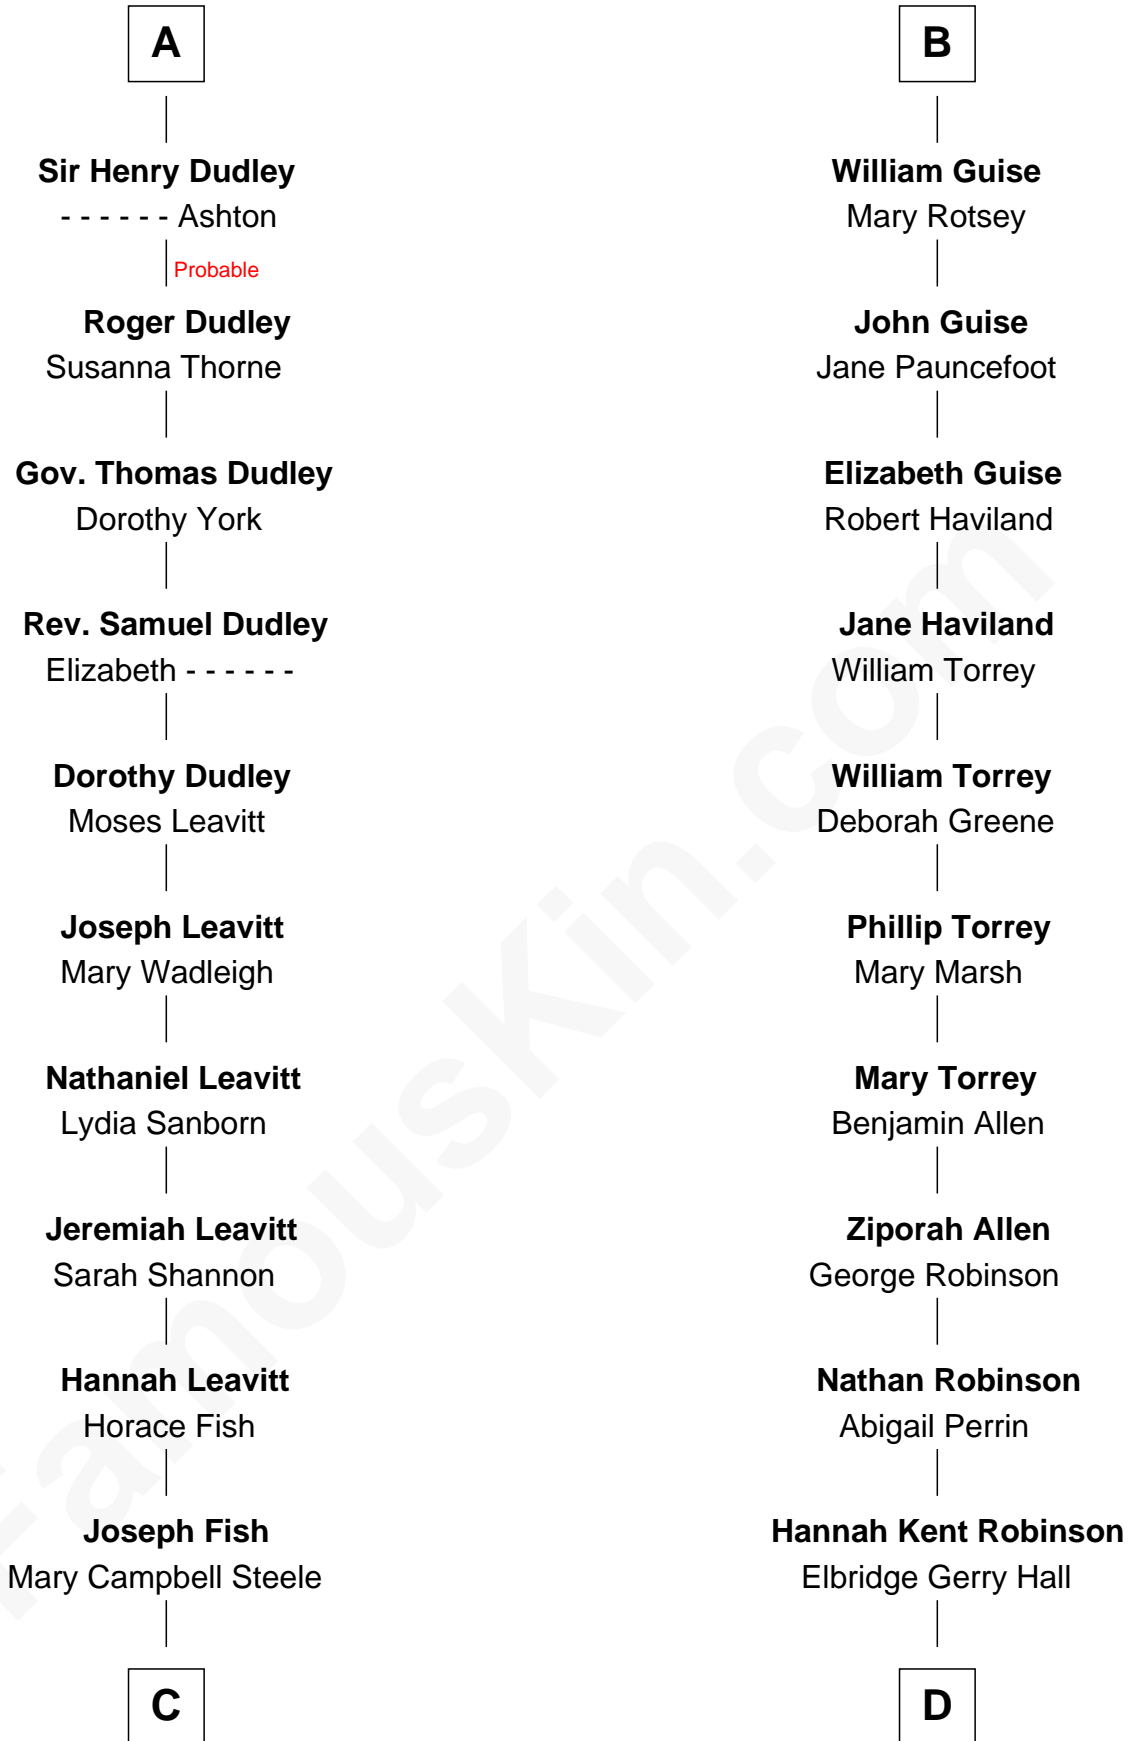 A
Sir Henry Dudley
- - - - - - Ashton
Probable
Roger Dudley
Susanna Thorne
Gov. Thomas Dudley
Dorothy York
Rev. Samuel Dudley
Elizabeth - - - - - -
Dorothy Dudley
Moses Leavitt
Joseph Leavitt
Mary Wadleigh
Nathaniel Leavitt
Lydia Sanborn
Jeremiah Leavitt
Sarah Shannon
Hannah Leavitt
Horace Fish
Joseph Fish
Mary Campbell Steele
C
B
William Guise
Mary Rotsey
John Guise
Jane Pauncefoot
Elizabeth Guise
Robert Haviland
Jane Haviland
William Torrey
William Torrey
Deborah Greene
Phillip Torrey
Mary Marsh
Mary Torrey
Benjamin Allen
Ziporah Allen
George Robinson
Nathan Robinson
Abigail Perrin
Hannah Kent Robinson
Elbridge Gerry Hall
D
FamousKin.com